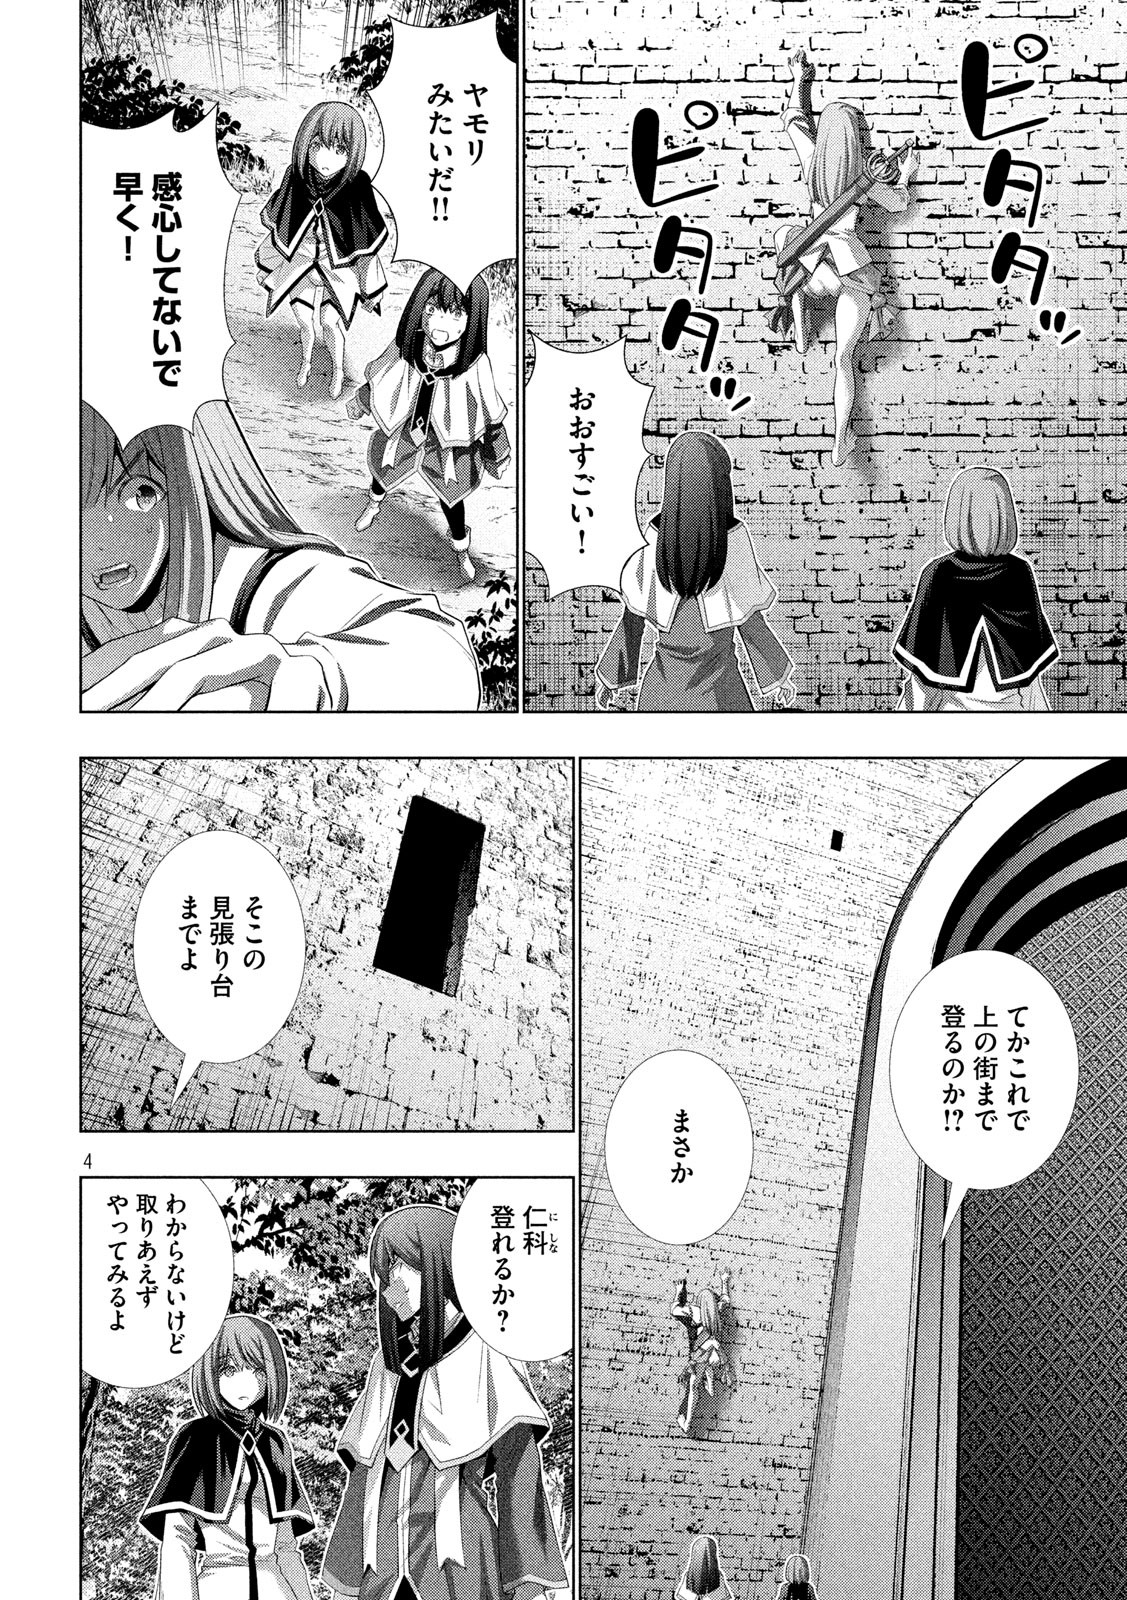 ピタ
ピタ
ピタッ
おおすごい！
ヤモリ
みたいだ!!
感心してないで
早く！
てかこれで
上の街まで
登るのか!?
まさか
そこの
見張り台
までよ
仁科
にしな
登れるか？
わからないけど
取りあえず
やってみるよ
4